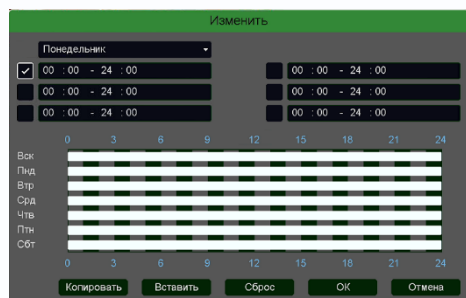 Изменить
Понедельник
00 : 00 - 24 : 00 00 : 00 - 24 : 00
00 : 00 - 24 : 00 00 : 00 - 24 : 00
00 : 00 - 24 : 00 00 : 00 - 24 : 00
0 3 6 9 12 15 18 21 24
Вск
Пнд
Втр
Срд
Чтв
Птн
Сбт
0 3 6 9 12 15 18 21 24
Копировать Вставить Сброс ОК Отмена